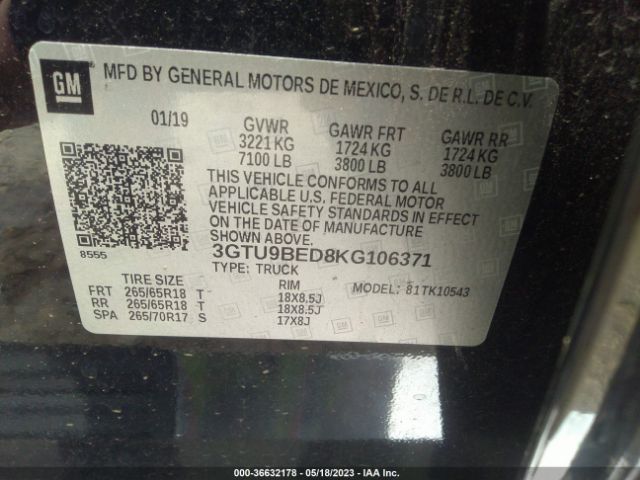 GM
MFD BY GENERAL MOTORS DE MEXICO, S. DE R.L. DE C.V.
01/19 GVWR GAWR FRT GAWR RR
3221 KG 1724 KG 1724 KG
7100 LB 3800 LB 3800 LB
THIS VEHICLE CONFORMS TO ALL
APPLICABLE U.S. FEDERAL MOTOR
VEHICLE SAFETY STANDARDS IN EFFECT
ON THE DATE OF MANUFACTURE
SHOWN ABOVE.
8555
3GTU9BED8KG106371
TYPE: TRUCK
TIRE SIZE RIM MODEL: 81TK10543
FRT 265/65R18 T 18X8.5J
RR 265/65R18 T 18X8.5J
SPA 265/70R17 S 17X8J
000-36632178 - 05/18/2023 - IAA Inc.